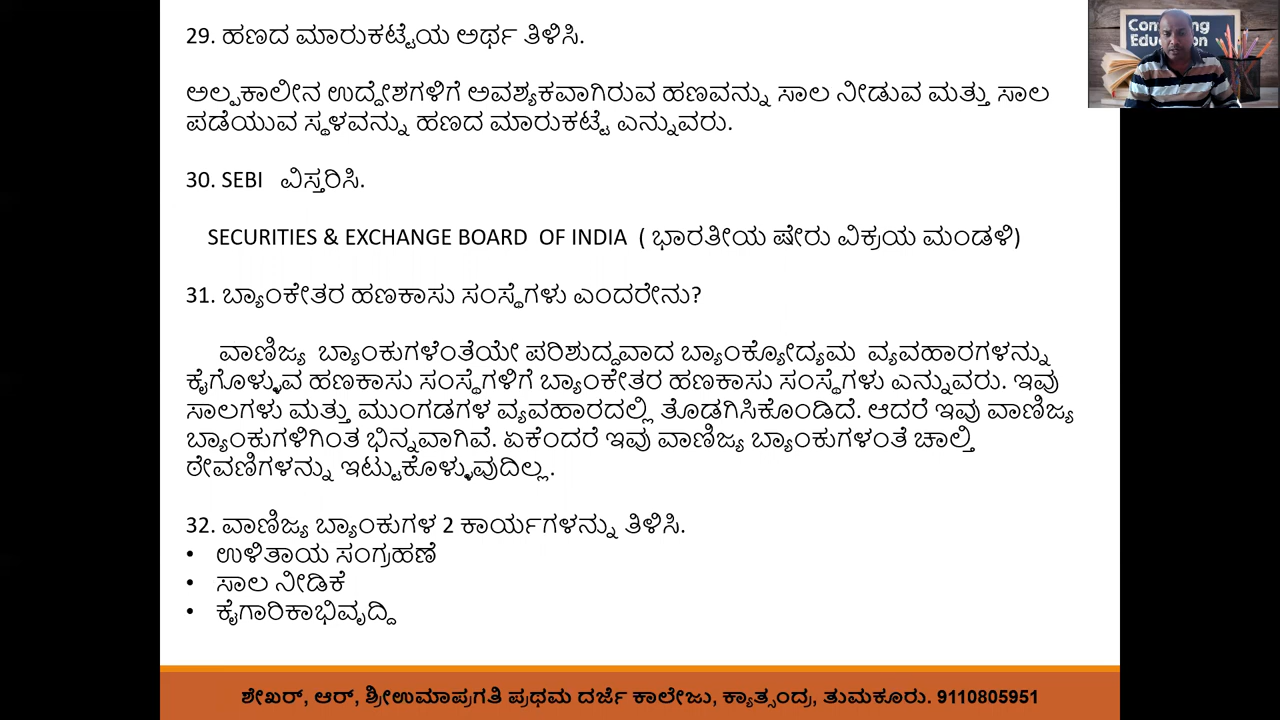 29. ಹಣದ ಮಾರುಕಟ್ಟೆಯ ಅರ್ಥ ತಿಳಿಸಿ.
ಅಲ್ಪಕಾಲೀನ ಉದ್ದೇಶಗಳಿಗೆ ಅವಶ್ಯಕವಾಗಿರುವ ಹಣವನ್ನು ಸಾಲ ನೀಡುವ ಮತ್ತು ಸಾಲ
ಪಡೆಯುವ ಸ್ಥಳವನ್ನು ಹಣದ ಮಾರುಕಟ್ಟೆ ಎನ್ನುವರು.
30. SEBI ವಿಸ್ತರಿಸಿ.
SECURITIES & EXCHANGE BOARD OF INDIA ( ಭಾರತೀಯ ಷೇರು ವಿಕ್ರಯ ಮಂಡಳಿ)
31. ಬ್ಯಾಂಕೇತರ ಹಣಕಾಸು ಸಂಸ್ಥೆಗಳು ಎಂದರೇನು?
ವಾಣಿಜ್ಯ ಬ್ಯಾಂಕುಗಳೆಂತೆಯೇ ಪರಿಶುದ್ಧವಾದ ಬ್ಯಾಂಕ್ಯೋದ್ಯಮ ವ್ಯವಹಾರಗಳನ್ನು
ಕೈಗೊಳ್ಳುವ ಹಣಕಾಸು ಸಂಸ್ಥೆಗಳಿಗೆ ಬ್ಯಾಂಕೇತರ ಹಣಕಾಸು ಸಂಸ್ಥೆಗಳು ಎನ್ನುವರು. ಇವು
ಸಾಲಗಳು ಮತ್ತು ಮುಂಗಡಗಳ ವ್ಯವಹಾರದಲ್ಲಿ ತೊಡಗಿಸಿಕೊಂಡಿದೆ. ಆದರೆ ಇವು ವಾಣಿಜ್ಯ
ಬ್ಯಾಂಕುಗಳಿಗಿಂತ ಭಿನ್ನವಾಗಿವೆ. ಏಕೆಂದರೆ ಇವು ವಾಣಿಜ್ಯ ಬ್ಯಾಂಕುಗಳಂತೆ ಚಾಲ್ತಿ
ಠೇವಣಿಗಳನ್ನು ಇಟ್ಟುಕೊಳ್ಳುವುದಿಲ್ಲ.
32. ವಾಣಿಜ್ಯ ಬ್ಯಾಂಕುಗಳ 2 ಕಾರ್ಯಗಳನ್ನು ತಿಳಿಸಿ.
• ಉಳಿತಾಯ ಸಂಗ್ರಹಣೆ
• ಸಾಲ ನೀಡಿಕೆ
• ಕೈಗಾರಿಕಾಭಿವೃದ್ಧಿ
ಶೇಖರ್, ಆರ್, ಶ್ರೀಉಮಾಪ್ರಗತಿ ಪ್ರಥಮ ದರ್ಜೆ ಕಾಲೇಜು, ಕ್ಯಾತ್ಸಂದ್ರ, ತುಮಕೂರು. 9110805951